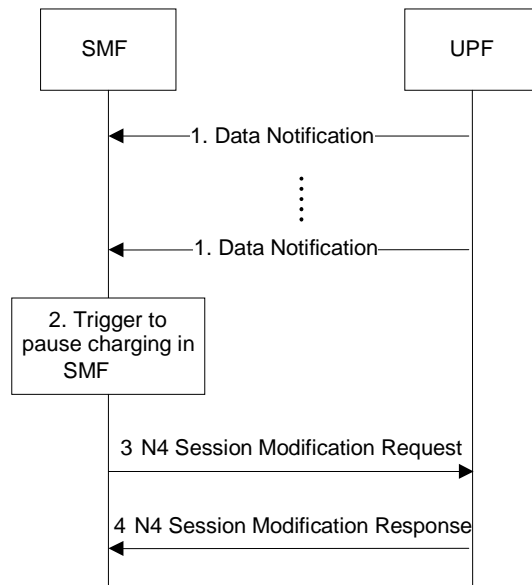 SMF
UPF
1. Data Notification
1. Data Notification
2. Trigger to
pause charging in
SMF
3 N4 Session Modification Request
4 N4 Session Modification Response